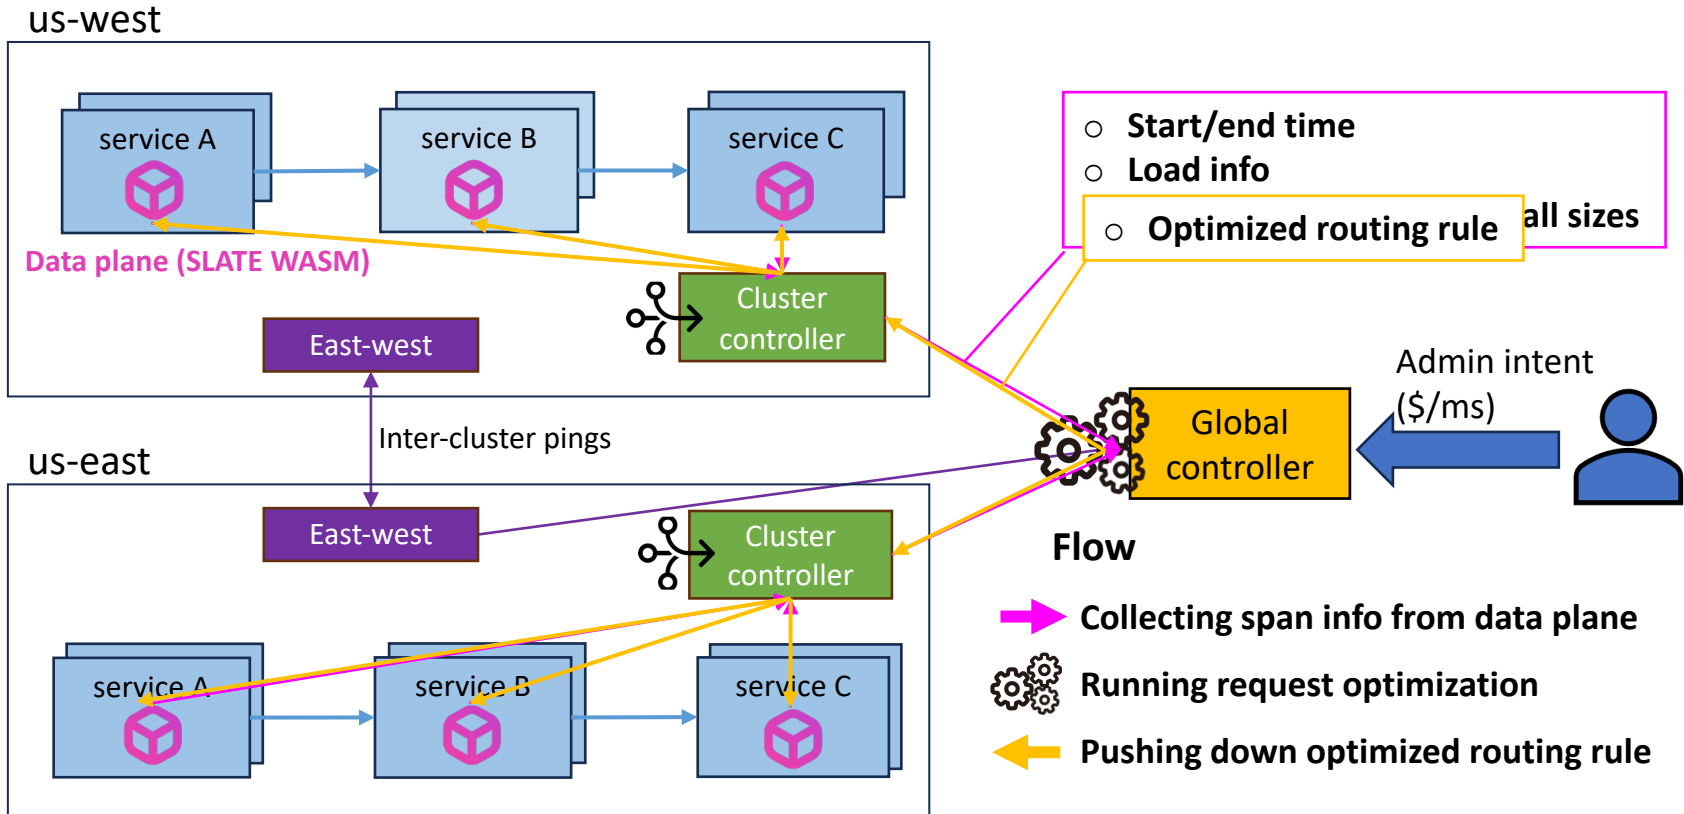 us-west
service A
service B
service C
Data plane (SLATE WASM)
Cluster
controller
East-west
Inter-cluster pings
us-east
East-west
Cluster
controller
service A
service B
service C
○ Start/end time
○ Load info
all sizes
○ Optimized routing rule
Admin intent
($/ms)
Global
controller
Flow
Collecting span info from data plane
Running request optimization
Pushing down optimized routing rule